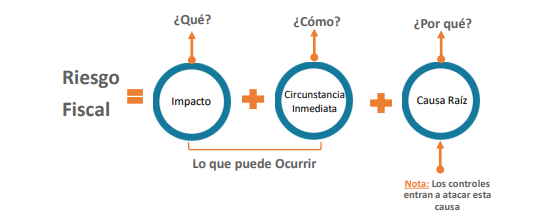 ¿Qué?
¿Cómo?
¿Por qué?
Riesgo
Fiscal
=
Impacto
+
Circunstancia
Inmediata
+
Causa Raíz
Lo que puede Ocurrir
Nota: Los controles
entran a atacar esta
causa